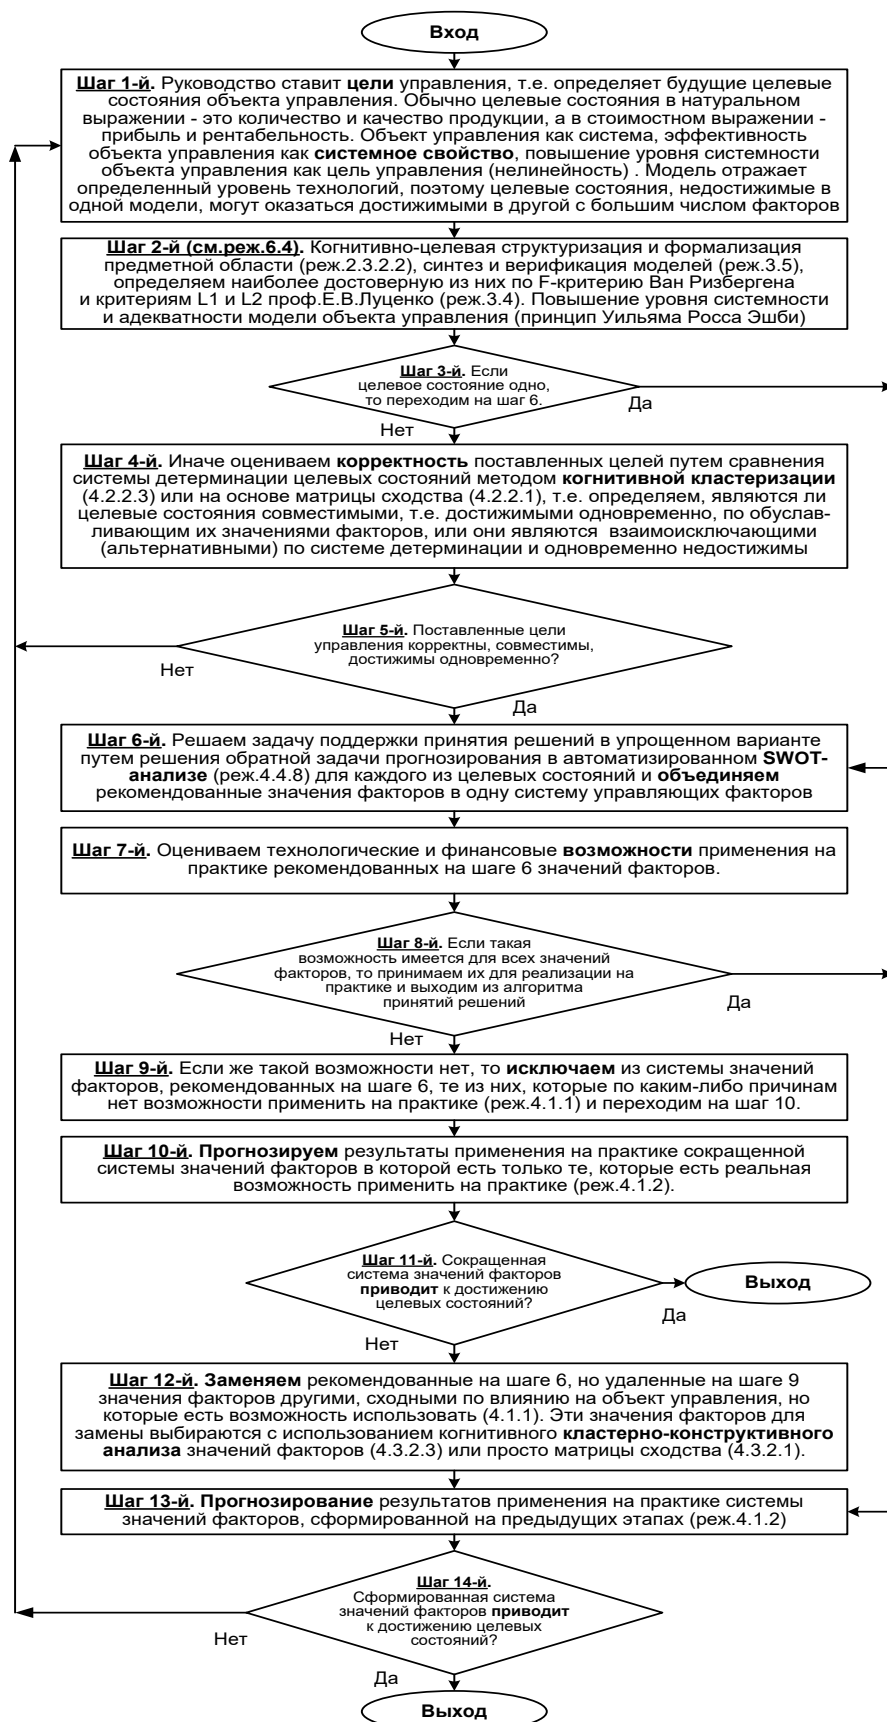 Вход
Шаг 1-й. Руководство ставит цели управления, т.е. определяет будущие целевые
состояния объекта управления. Обычно целевые состояния в натуральном
выражении - это количество и качество продукции, а в стоимостном выражении -
прибыль и рентабельность. Объект управления как система, эффективность
объекта управления как системное свойство, повышение уровня системности
объекта управления как цель управления (нелинейность) . Модель отражает
определенный уровень технологий, поэтому целевые состояния, недостижимые в
одной модели, могут оказаться достижимыми в другой с большим числом факторов
Шаг 2-й (см.реж.6.4). Когнитивно-целевая структуризация и формализация
предметной области (реж.2.3.2.2), синтез и верификация моделей (реж.3.5),
определяем наиболее достоверную из них по F-критерию Ван Ризбергена
и критериям L1 и L2 проф.Е.В.Луценко (реж.3.4). Повышение уровня системности
и адекватности модели объекта управления (принцип Уильяма Росса Эшби)
Шаг 3-й. Если
целевое состояние одно,
то переходим на шаг 6.
Да
Нет
Шаг 4-й. Иначе оцениваем корректность поставленных целей путем сравнения
системы детерминации целевых состояний методом когнитивной кластеризации
(4.2.2.3) или на основе матрицы сходства (4.2.2.1), т.е. определяем, являются ли
целевые состояния совместимыми, т.е. достижимыми одновременно, по обуслав-
ливающим их значениями факторов, или они являются взаимоисключающими
(альтернативными) по системе детерминации и одновременно недостижимы
Шаг 5-й. Поставленные цели
управления корректны, совместимы,
достижимы одновременно?
Нет
Да
Шаг 6-й. Решаем задачу поддержки принятия решений в упрощенном варианте
путем решения обратной задачи прогнозирования в автоматизированном SWOT-
анализе (реж.4.4.8) для каждого из целевых состояний и объединяем
рекомендованные значения факторов в одну систему управляющих факторов
Шаг 7-й. Оцениваем технологические и финансовые возможности применения на
практике рекомендованных на шаге 6 значений факторов.
Шаг 8-й. Если такая
возможность имеется для всех значений
факторов, то принимаем их для реализации на
практике и выходим из алгоритма
принятий решений
Да
Нет
Шаг 9-й. Если же такой возможности нет, то исключаем из системы значений
факторов, рекомендованных на шаге 6, те из них, которые по каким-либо причинам
нет возможности применить на практике (реж.4.1.1) и переходим на шаг 10.
Шаг 10-й. Прогнозируем результаты применения на практике сокращенной
системы значений факторов в которой есть только те, которые есть реальная
возможность применить на практике (реж.4.1.2).
Шаг 11-й. Сокращенная
система значений факторов
приводит к достижению
целевых состояний?
Выход
Да
Нет
Шаг 12-й. Заменяем рекомендованные на шаге 6, но удаленные на шаге 9
значения факторов другими, сходными по влиянию на объект управления, но
которые есть возможность использовать (4.1.1). Эти значения факторов для
замены выбираются с использованием когнитивного кластерно-конструктивного
анализа значений факторов (4.3.2.3) или просто матрицы сходства (4.3.2.1).
Шаг 13-й. Прогнозирование результатов применения на практике системы
значений факторов, сформированной на предыдущих этапах (реж.4.1.2)
Шаг 14-й.
Сформированная система
значений факторов приводит
к достижению целевых
состояний?
Нет
Да
Выход